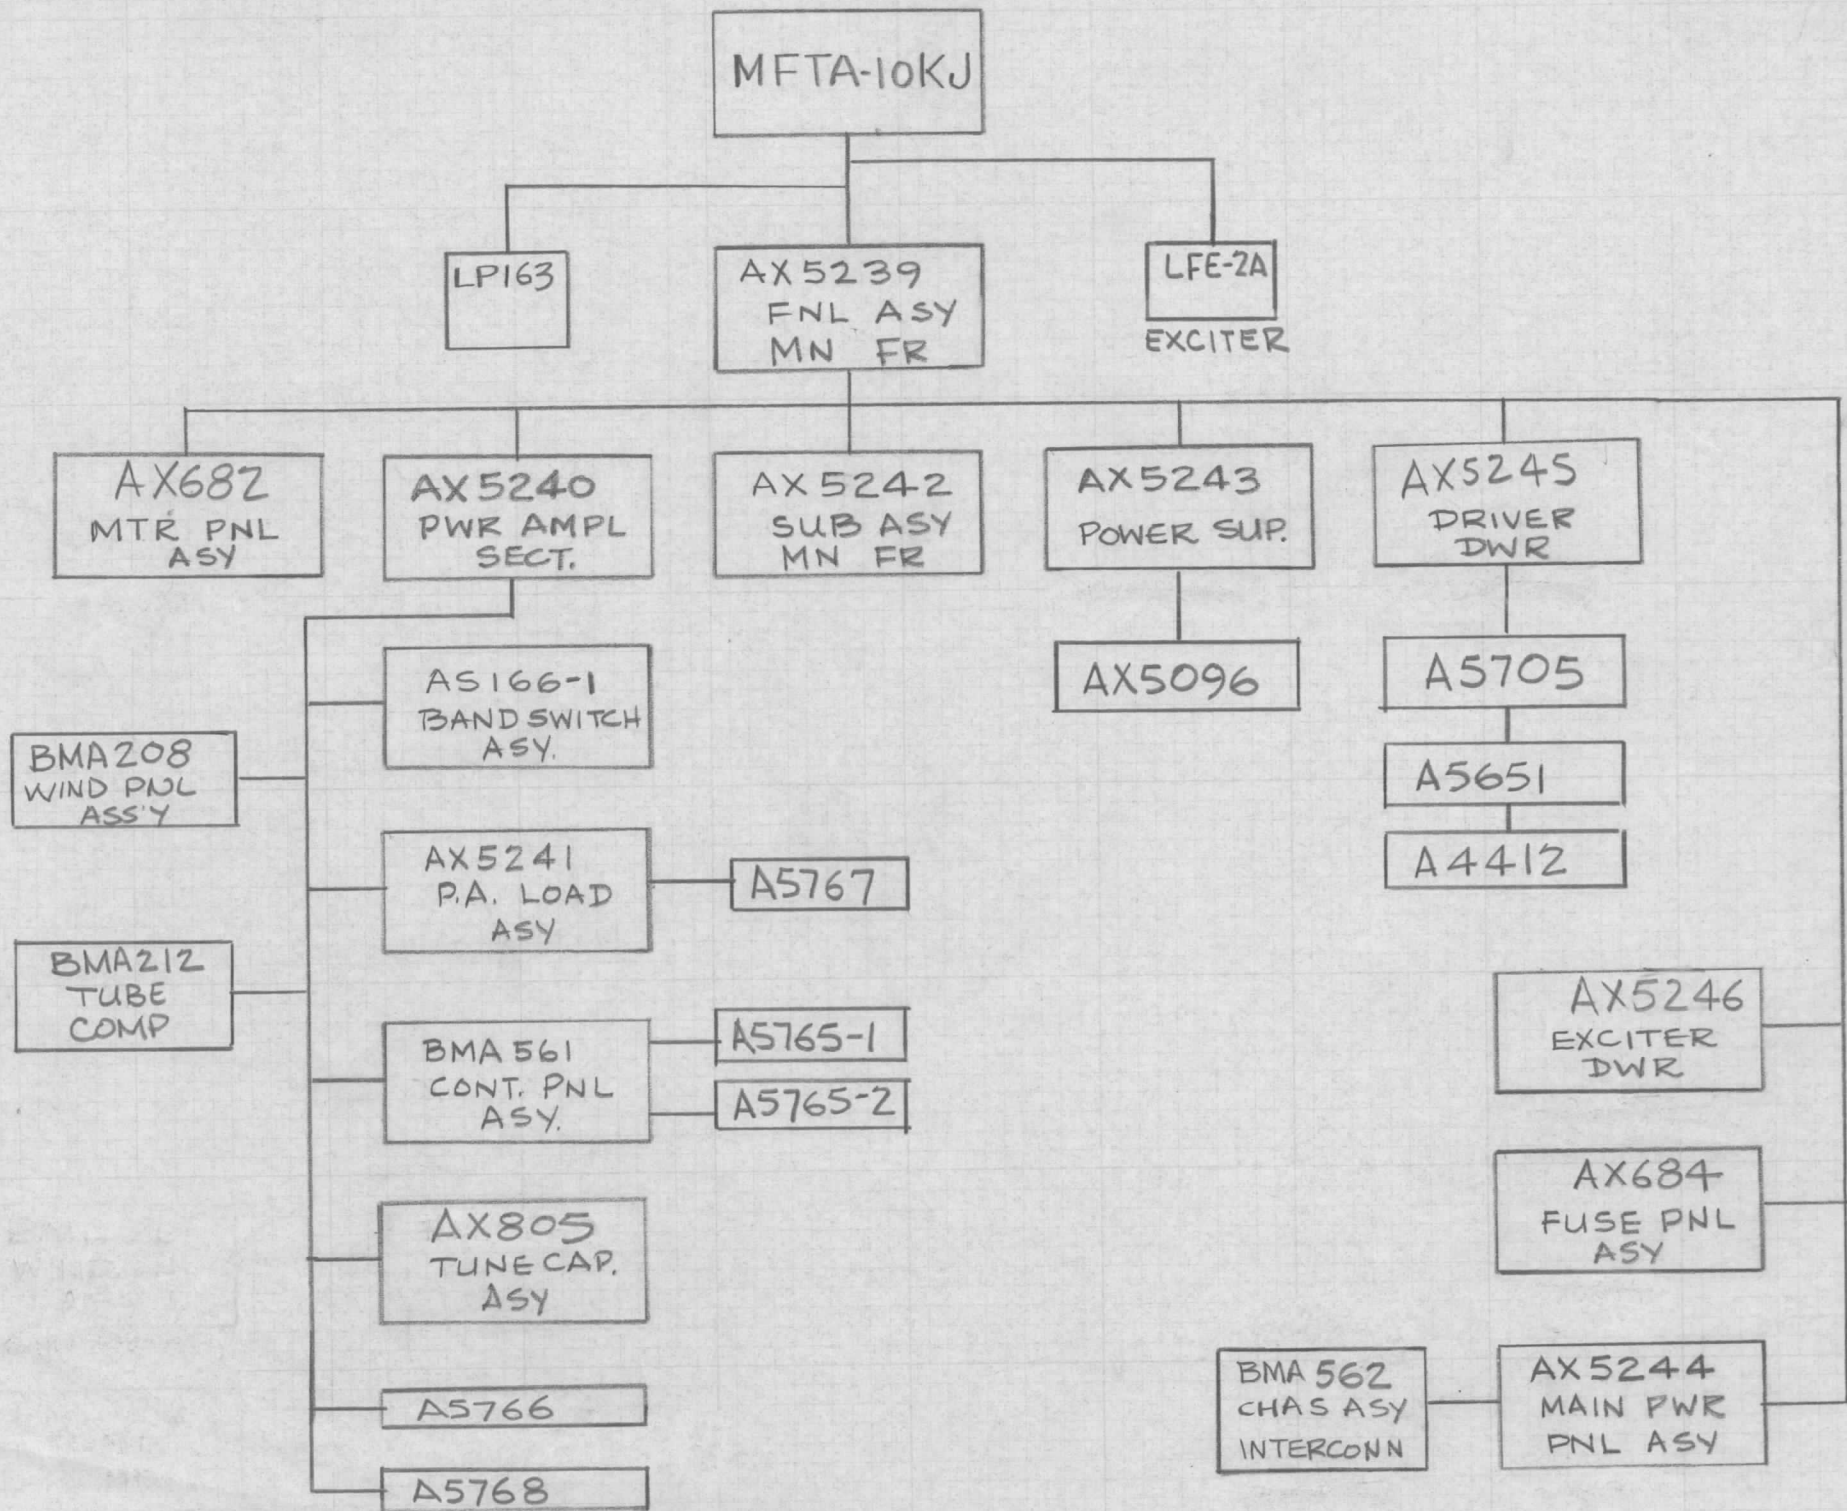 MFTA-10KJ
LP163
AX5239
FNL ASY
MN FR
LFE-2A
EXCITER
AX682
MTR PNL
ASY
AX5240
PWR AMPL
SECT.
AX5242
SUB ASY
MN FR
AX5243
POWER SUP.
AX5245
DRIVER
DWR
AS166-1
BAND SWITCH
ASY.
AX5096
A5705
BMA208
WIND PNL
ASS'Y
A5651
AX5241
P.A. LOAD
ASY
A5767
A4412
BMA212
TUBE
COMP
AX5246
EXCITER
DWR
BMA561
CONT. PNL
ASY.
A5765-1
A5765-2
AX684
FUSE PNL
ASY
AX805
TUNE CAP.
ASY
BMA 562
CHAS ASY
INTERCONN
AX5244
MAIN PWR
PNL ASY
A5766
A5768